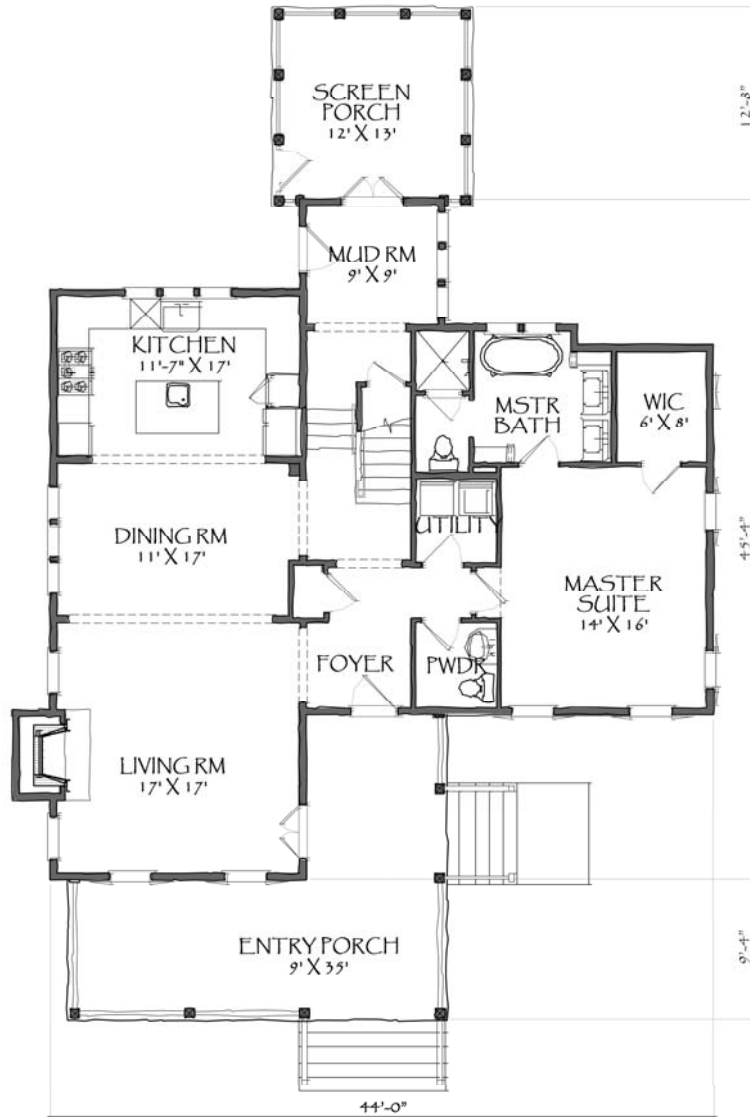 SCREEN
PORCH
12' X 13'
12'-8"
MUD RM
9' X 9'
KITCHEN
11'-7" X 17'
MSTR
BATH
WIC
6' X 8'
UTILITY
DINING RM
11' X 17'
MASTER
SUITE
14' X 16'
45'-4"
FOYER
PWDR
LIVING RM
17' X 17'
ENTRY PORCH
9' X 35'
9'-4"
44'-0"